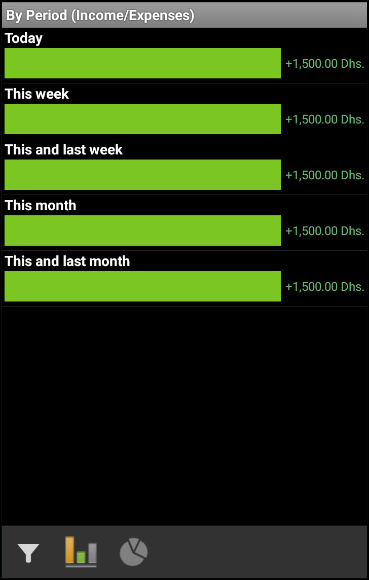 By Period (Income/Expenses)
Today
+1,500.00 Dhs.
This week
+1,500.00 Dhs.
This and last week
+1,500.00 Dhs.
This month
+1,500.00 Dhs.
This and last month
+1,500.00 Dhs.